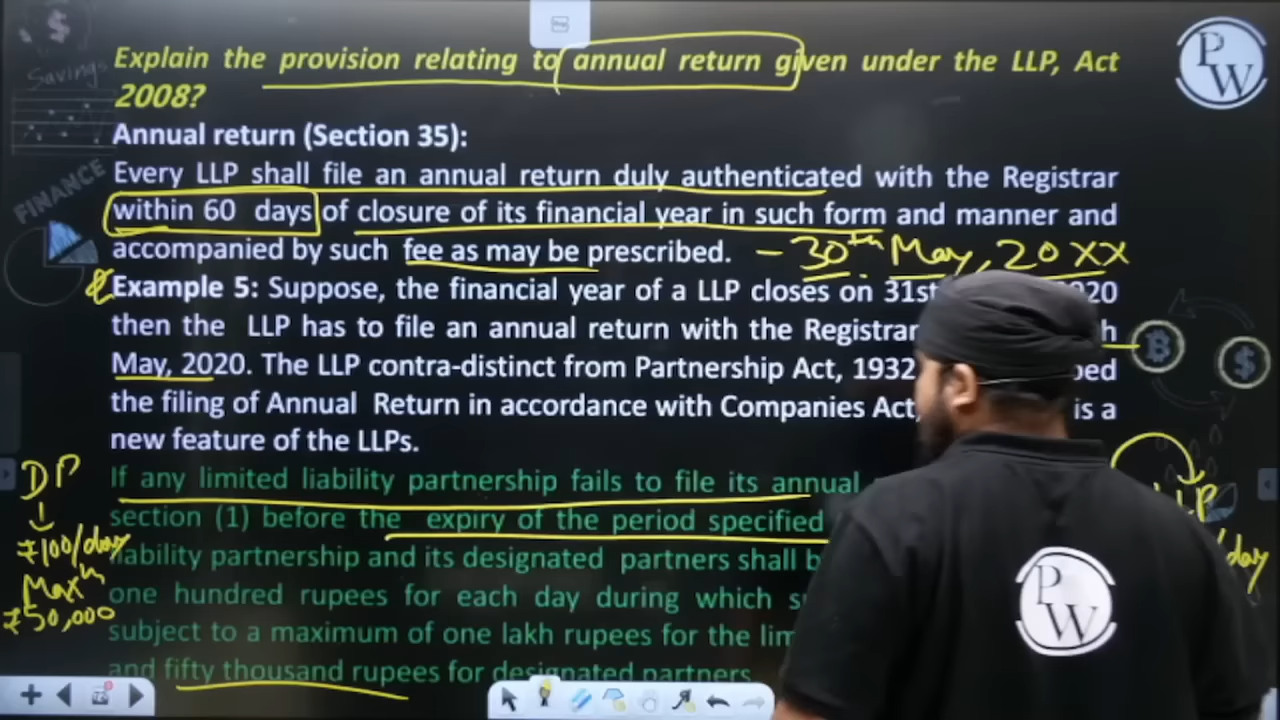 Savings
FINANCE
P
W
Explain the provision relating to annual return given under the LLP, Act
2008?
Annual return (Section 35):
Every LLP shall file an annual return duly authenticated with the Registrar
within 60 days of closure of its financial year in such form and manner and
accompanied by such fee as may be prescribed. – 30th May, 20XX
Example 5: Suppose, the financial year of a LLP closes on 31st 20
then the LLP has to file an annual return with the Registrar h
May, 2020. The LLP contra-distinct from Partnership Act, 1932 bed
the filing of Annual Return in accordance with Companies Act, is a
new feature of the LLPs.
If any limited liability partnership fails to file its annual
section (1) before the expiry of the period specified
liability partnership and its designated partners shall b
one hundred rupees for each day during which s
subject to a maximum of one lakh rupees for the lim
and fifty thousand rupees for designated partners.
DP
₹100/day
Maxm
₹50,000
LP
/day
P
W